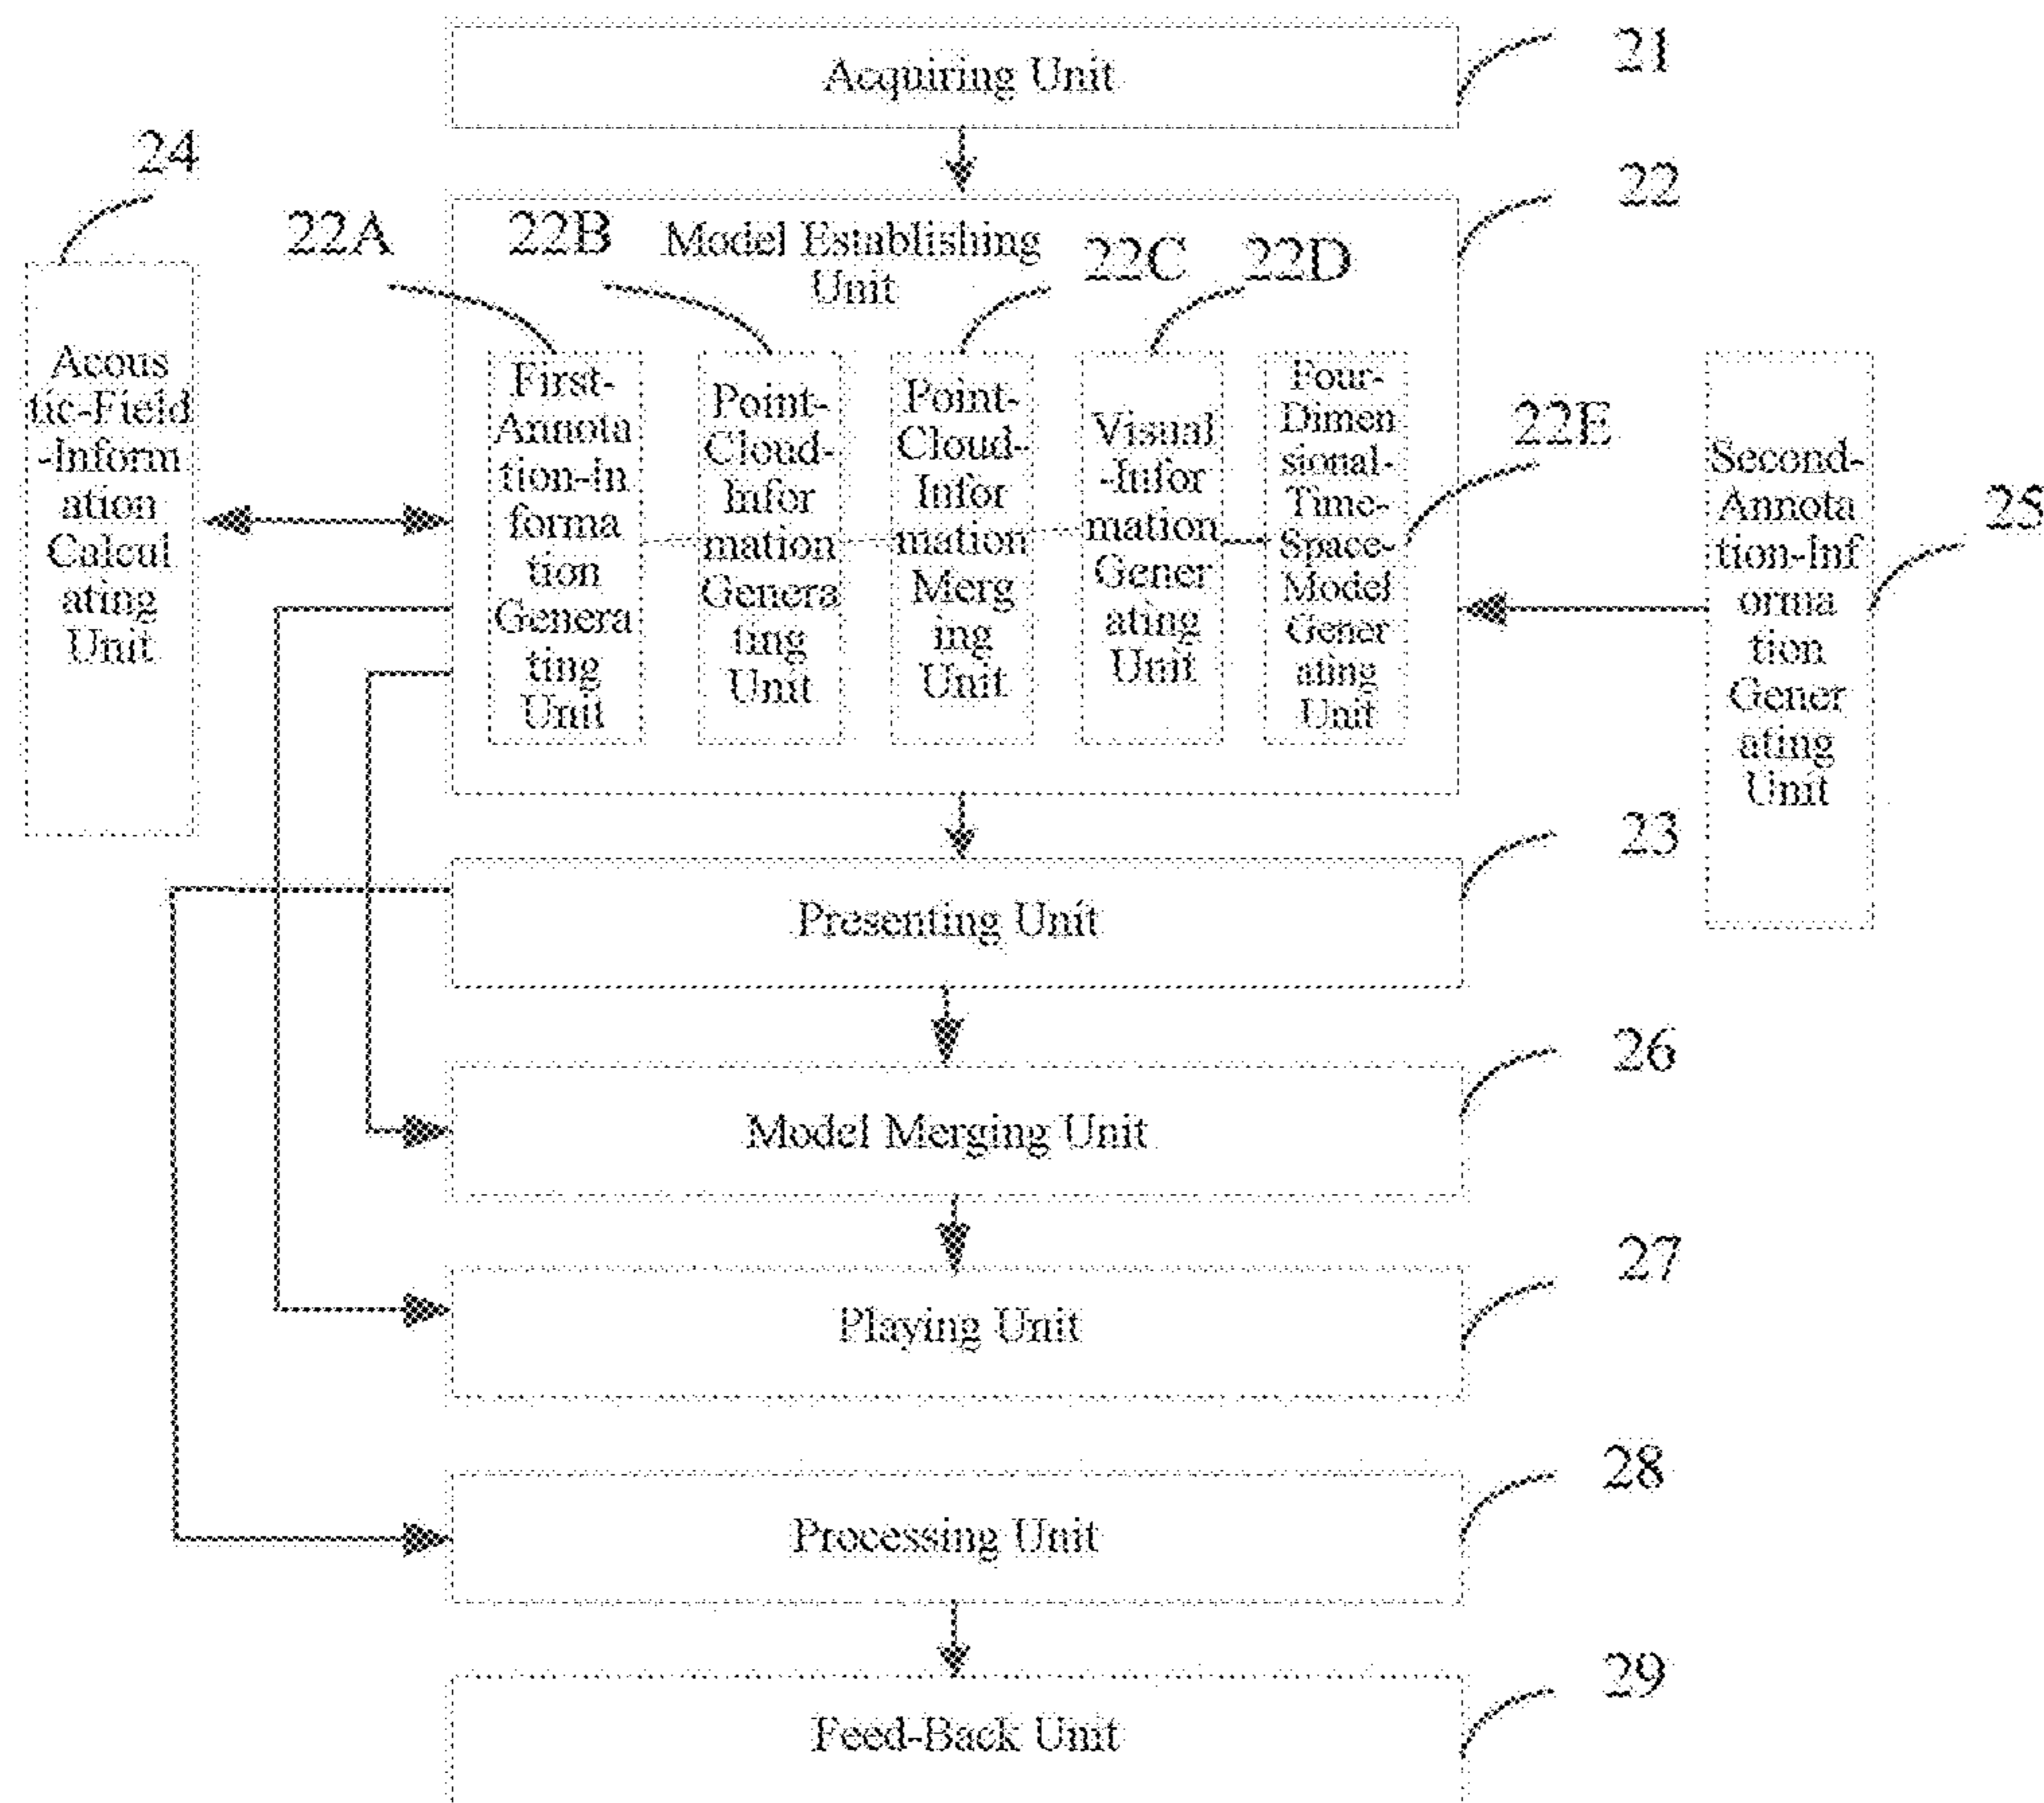 Acquiring Unit
21
24
22
22A
22B
Model Establishing
Unit
22C
22D
Acous
tic-Field
-Inform
ation
Calcul
ating
Unit
First-
Annota
tion-in
forma
tion
Genera
ting
Unit
Point-
Cloud-
Infor
mation
Genera
ting
Unit
Point-
Cloud-
Infor
mation
Merg
ing
Unit
Visual
-Infor
mation
Gener
ating
Unit
Four-
Dimen
sional-
Time-
Space-
Model
Gener
ating
Unit
22E
Second-
Annota
tion-Inf
orma
tion
Gener
ating
Unit
25
23
Presenting Unit
26
Model Merging Unit
27
Playing Unit
28
Processing Unit
29
Feed-Back Unit